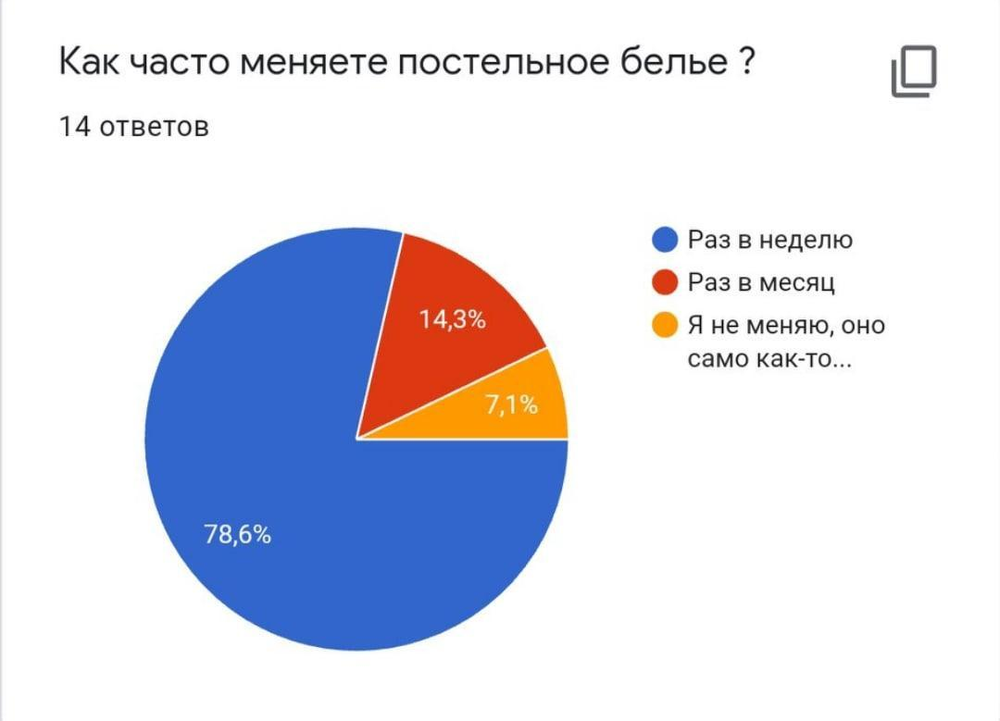 Как часто меняете постельное белье ?
14 ответов
Раз в неделю
Раз в месяц
Я не меняю, оно
само как-то...
14,3%
7,1%
78,6%